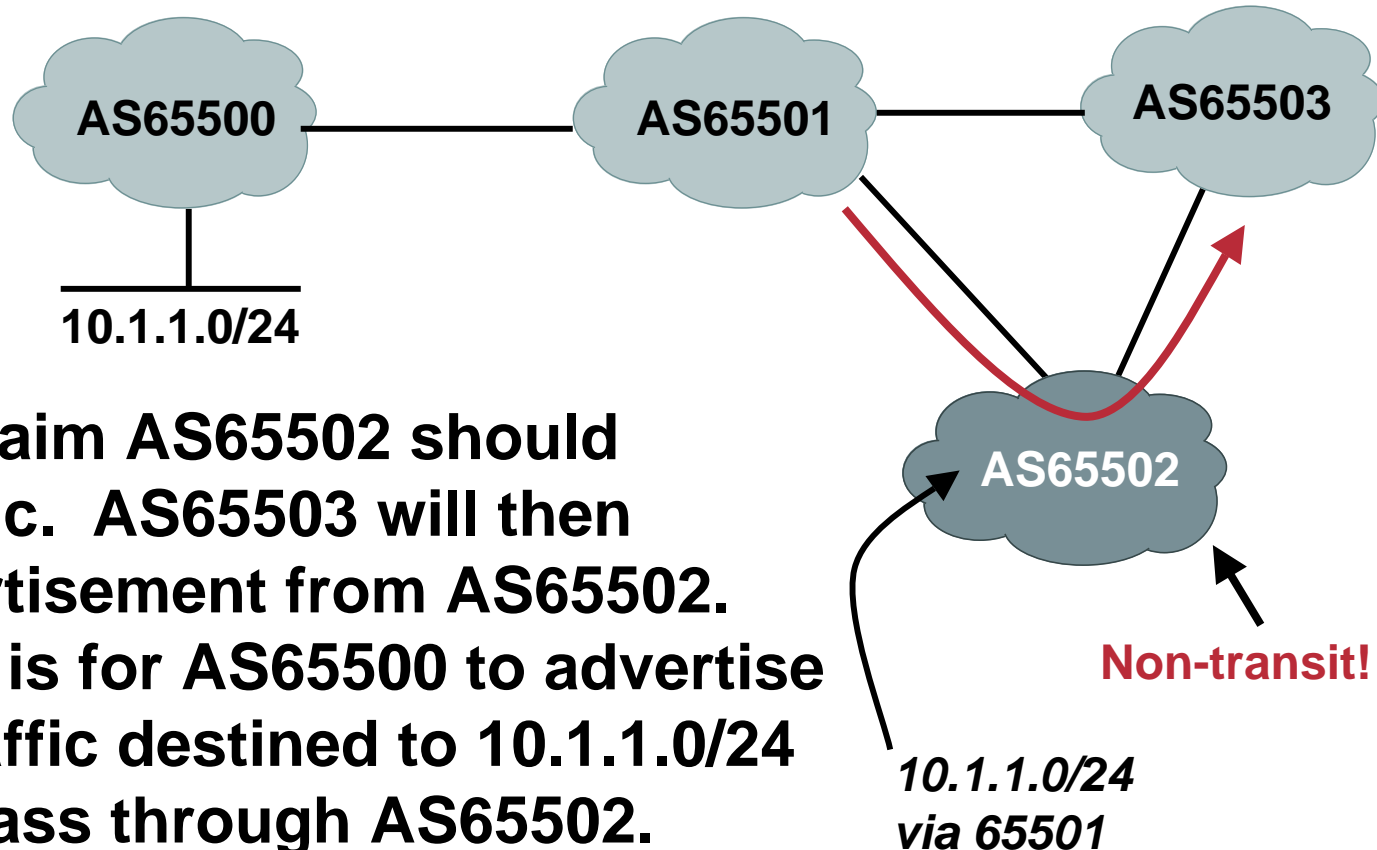 AS65500
AS65501
AS65503
10.1.1.0/24
aim AS65502 should
c. AS65503 will then
rtisement from AS65502.
is for AS65500 to advertise
affic destined to 10.1.1.0/24
ass through AS65502.
AS65502
Non-transit!
10.1.1.0/24
via 65501